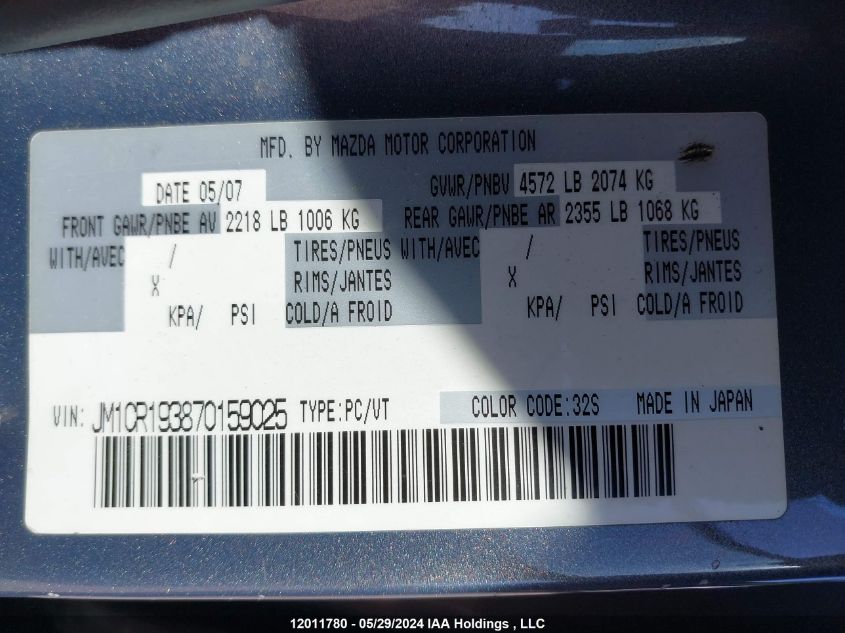 MFD. BY MAZDA MOTOR CORPORATION
DATE 05/07 GVWR/PNBV 4572 LB 2074 KG
FRONT GAWR/PNBE AV 2218 LB 1006 KG REAR GAWR/PNBE AR 2355 LB 1068 KG
WITH/AVEC / TIRES/PNEUS WITH/AVEC / TIRES/PNEUS
X RIMS/JANTES X RIMS/JANTES
KPA/ PSI COLD/A FROID KPA/ PSI COLD/A FROID
VIN: JM1CR193870159025 TYPE:PC/VT COLOR CODE:32S MADE IN JAPAN
12011780 - 05/29/2024 IAA Holdings , LLC